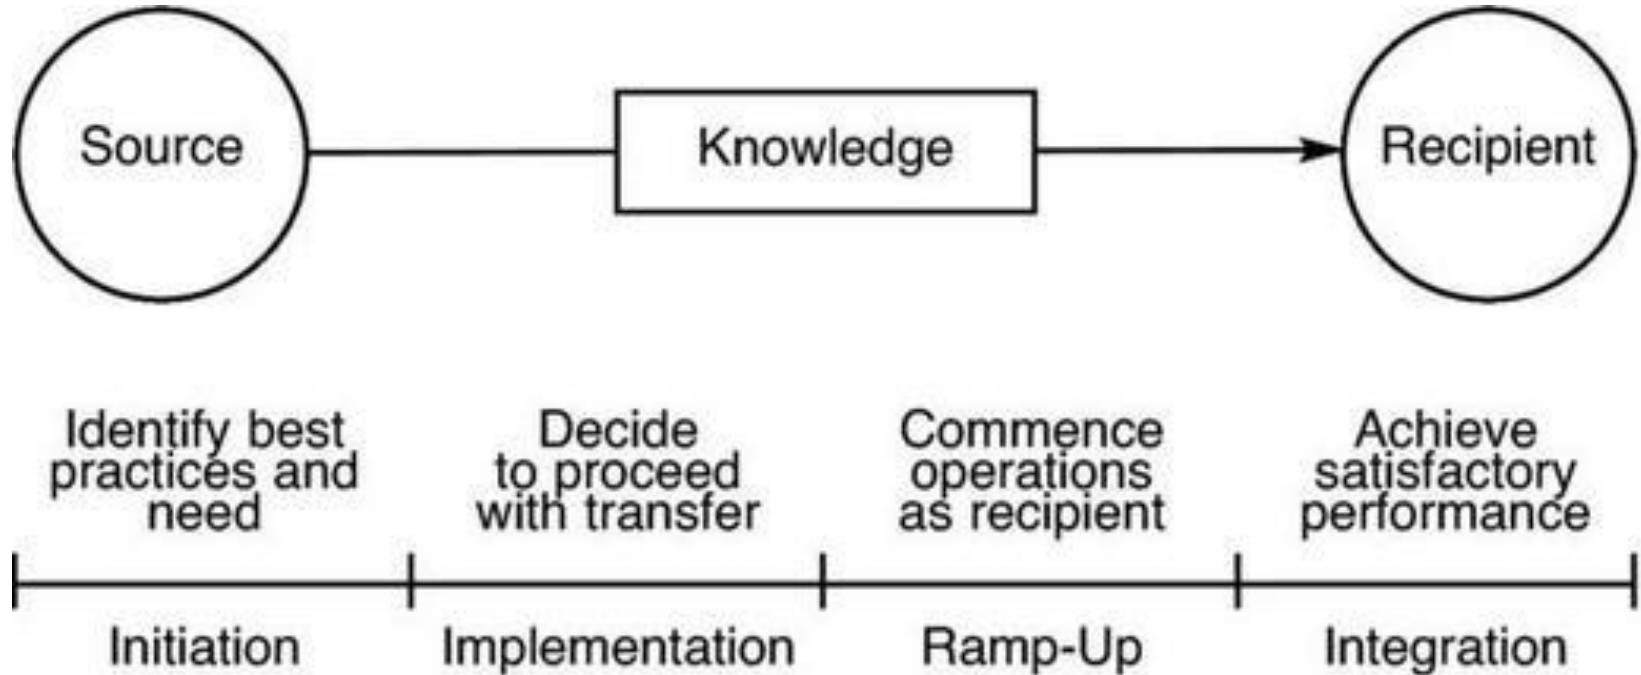 Source
Knowledge
Recipient
Identify best
practices and
need
Decide
to proceed
with transfer
Commence
operations
as recipient
Achieve
satisfactory
performance
Initiation
Implementation
Ramp-Up
Integration